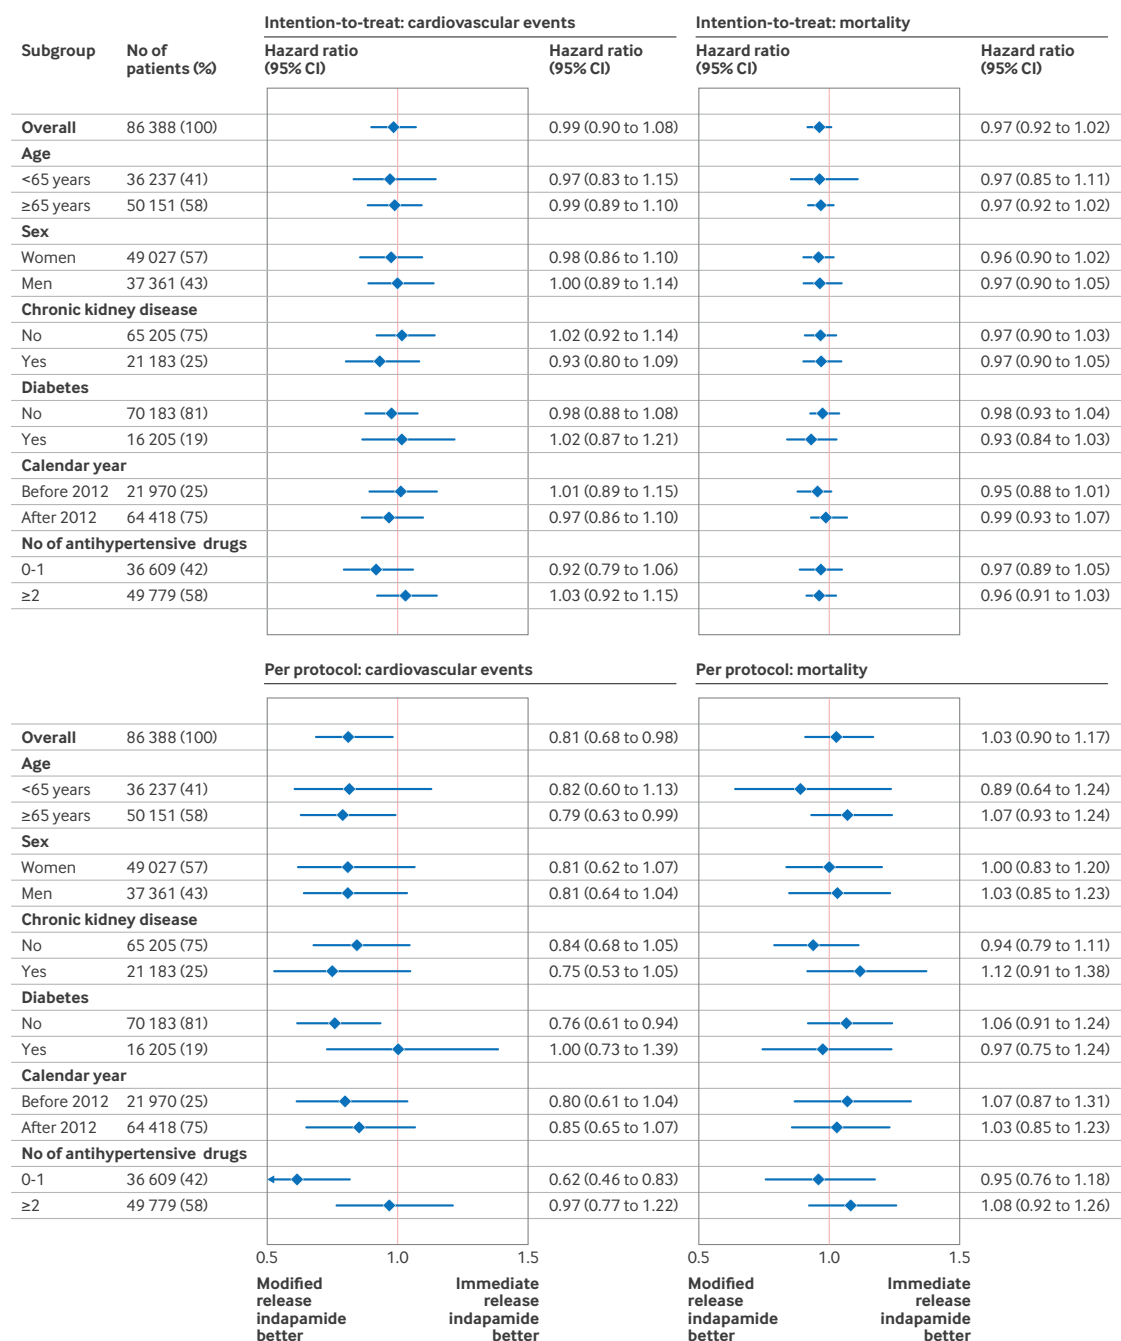 Intention-to-treat: cardiovascular events Intention-to-treat: mortality
Subgroup No of patients (%) Hazard ratio (95% CI) Hazard ratio (95% CI) Hazard ratio (95% CI) Hazard ratio (95% CI)
Overall 86 388 (100) 0.99 (0.90 to 1.08) 0.97 (0.92 to 1.02)
Age
<65 years 36 237 (41) 0.97 (0.83 to 1.15) 0.97 (0.85 to 1.11)
≥65 years 50 151 (58) 0.99 (0.89 to 1.10) 0.97 (0.92 to 1.02)
Sex
Women 49 027 (57) 0.98 (0.86 to 1.10) 0.96 (0.90 to 1.02)
Men 37 361 (43) 1.00 (0.89 to 1.14) 0.97 (0.90 to 1.05)
Chronic kidney disease
No 65 205 (75) 1.02 (0.92 to 1.14) 0.97 (0.90 to 1.03)
Yes 21 183 (25) 0.93 (0.80 to 1.09) 0.97 (0.90 to 1.05)
Diabetes
No 70 183 (81) 0.98 (0.88 to 1.08) 0.98 (0.93 to 1.04)
Yes 16 205 (19) 1.02 (0.87 to 1.21) 0.93 (0.84 to 1.03)
Calendar year
Before 2012 21 970 (25) 1.01 (0.89 to 1.15) 0.95 (0.88 to 1.01)
After 2012 64 418 (75) 0.97 (0.86 to 1.10) 0.99 (0.93 to 1.07)
No of antihypertensive drugs
0-1 36 609 (42) 0.92 (0.79 to 1.06) 0.97 (0.89 to 1.05)
≥2 49 779 (58) 1.03 (0.92 to 1.15) 0.96 (0.91 to 1.03)
Per protocol: cardiovascular events Per protocol: mortality
Overall 86 388 (100) 0.81 (0.68 to 0.98) 1.03 (0.90 to 1.17)
Age
<65 years 36 237 (41) 0.82 (0.60 to 1.13) 0.89 (0.64 to 1.24)
≥65 years 50 151 (58) 0.79 (0.63 to 0.99) 1.07 (0.93 to 1.24)
Sex
Women 49 027 (57) 0.81 (0.62 to 1.07) 1.00 (0.83 to 1.20)
Men 37 361 (43) 0.81 (0.64 to 1.04) 1.03 (0.85 to 1.23)
Chronic kidney disease
No 65 205 (75) 0.84 (0.68 to 1.05) 0.94 (0.79 to 1.11)
Yes 21 183 (25) 0.75 (0.53 to 1.05) 1.12 (0.91 to 1.38)
Diabetes
No 70 183 (81) 0.76 (0.61 to 0.94) 1.06 (0.91 to 1.24)
Yes 16 205 (19) 1.00 (0.73 to 1.39) 0.97 (0.75 to 1.24)
Calendar year
Before 2012 21 970 (25) 0.80 (0.61 to 1.04) 1.07 (0.87 to 1.31)
After 2012 64 418 (75) 0.85 (0.65 to 1.07) 1.03 (0.85 to 1.23)
No of antihypertensive drugs
0-1 36 609 (42) 0.62 (0.46 to 0.83) 0.95 (0.76 to 1.18)
≥2 49 779 (58) 0.97 (0.77 to 1.22) 1.08 (0.92 to 1.26)
0.5 1.0 1.5 0.5 1.0 1.5
Modified Immediate Modified Immediate
release release release release
indapamide indapamide indapamide indapamide
better better better better